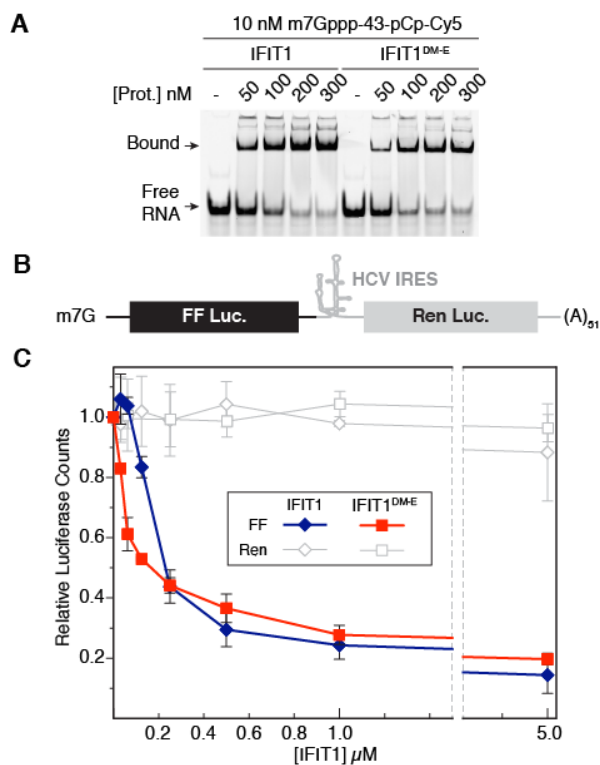 A
10 nM m7Gppp-43-pCp-Cy5
IFIT1 IFIT1DM-E
[Prot.] nM - 50 100 200 300 - 50 100 200 300
Bound
Free
RNA
B
HCV IRES
m7G FF Luc. Ren Luc. (A)51
C
Relative Luciferase Counts
1.0
0.8
0.6
0.4
0.2
IFIT1 IFIT1DM-E
FF
Ren
0.2 0.4 0.6 0.8 1.0 5.0
[IFIT1] µM